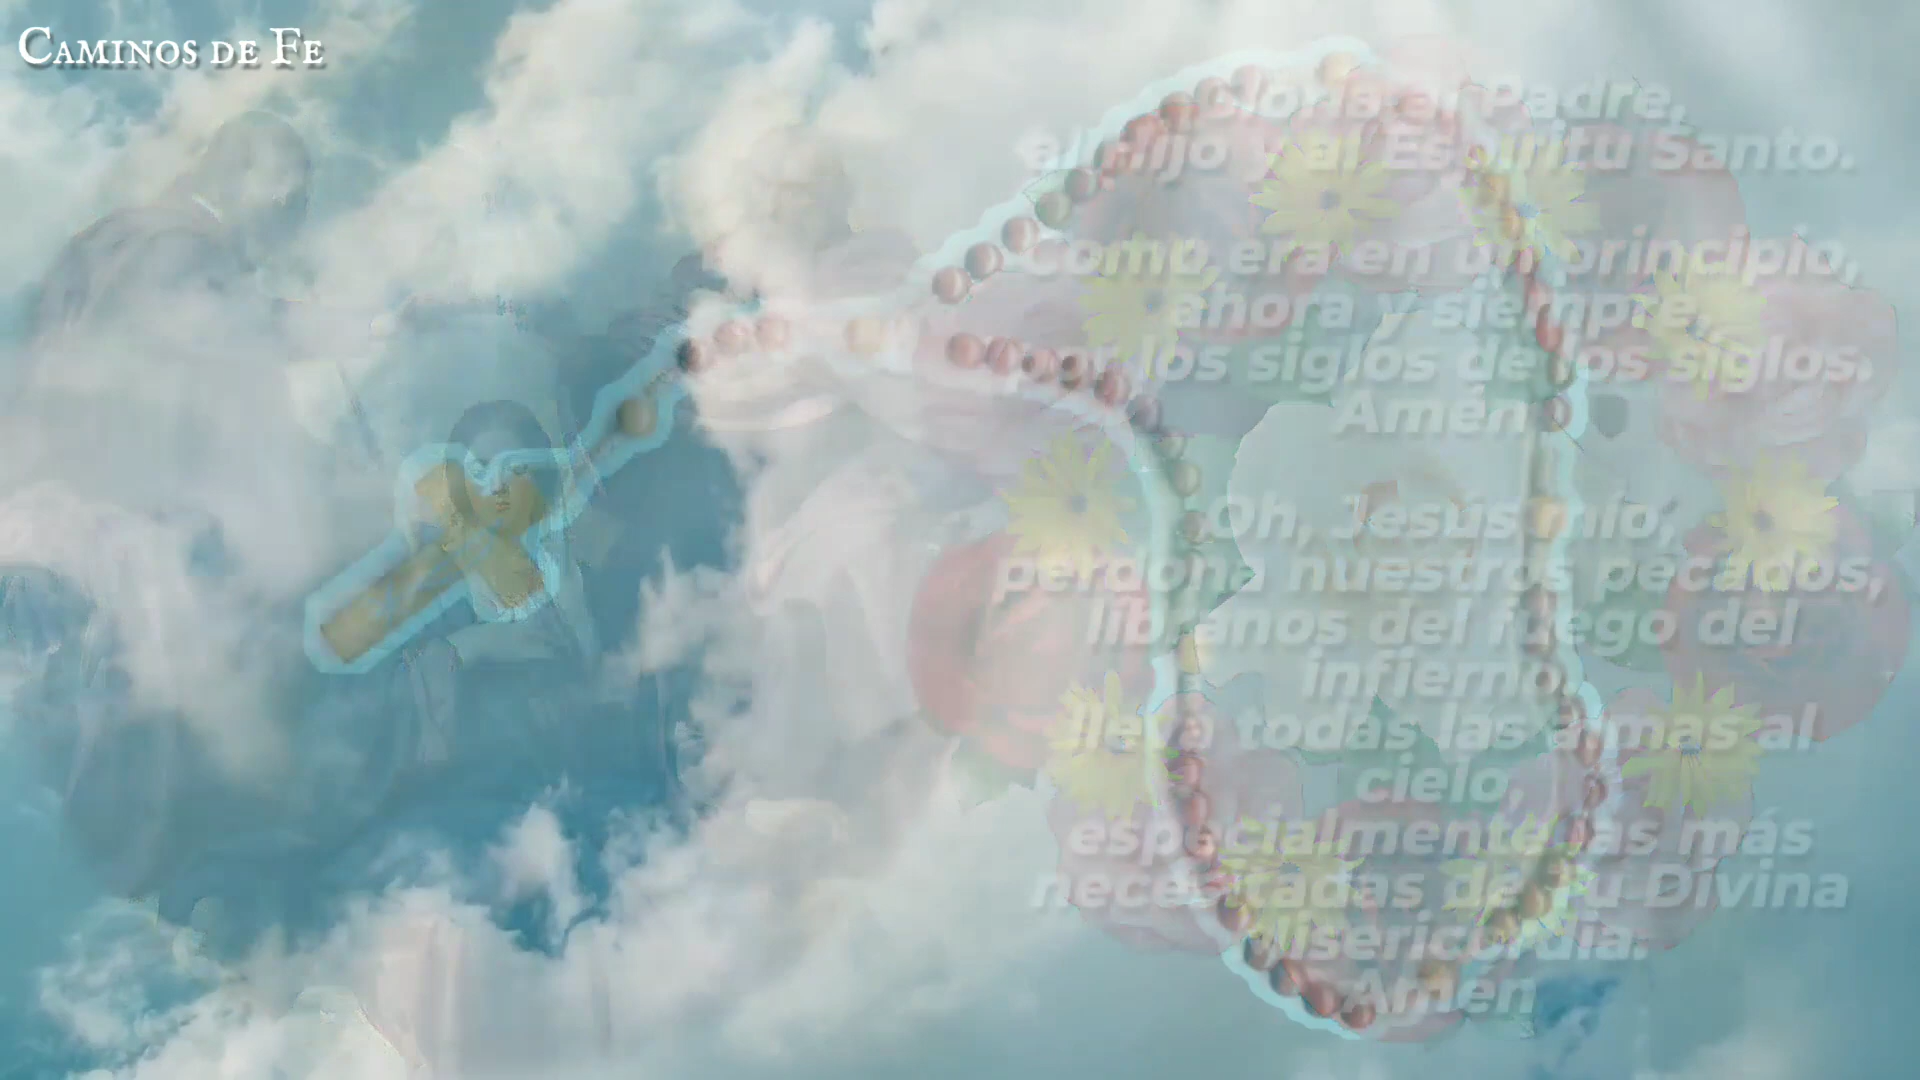 Caminos de Fe
Gloria al Padre,
al Hijo y al Espíritu Santo.
Como era en un principio,
ahora y siempre,
por los siglos de los siglos.
Amén
Oh, Jesús mío,
perdona nuestros pecados,
líbranos del fuego del
infierno,
lleva todas las almas al
cielo,
especialmente las más
necesitadas de Tu Divina
Misericordia.
Amén